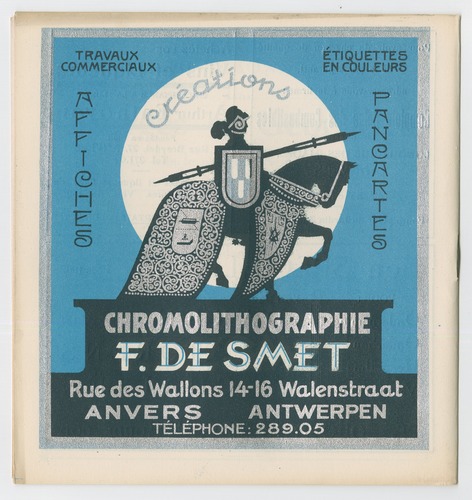 TRAVAUX
COMMERCIAUX
ÉTIQUETTES
EN COULEURS
Créations
AFFICHES
PANCARTES
CHROMOLITHOGRAPHIE
F. DE SMET
Rue des Wallons 14-16 Walenstraat
ANVERS ANTWERPEN
TÉLÉPHONE: 289.05